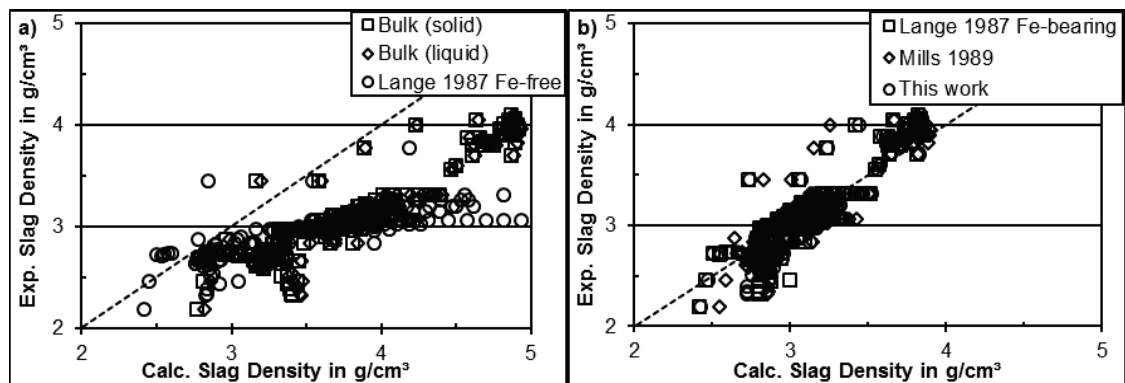 a)
Bulk (solid)
Bulk (liquid)
Lange 1987 Fe-free
Exp. Slag Density in g/cm³
5
4
3
2
2 3 4 5
Calc. Slag Density in g/cm³
b)
Lange 1987 Fe-bearing
Mills 1989
This work
Exp. Slag Density in g/cm³
5
4
3
2
2 3 4 5
Calc. Slag Density in g/cm³